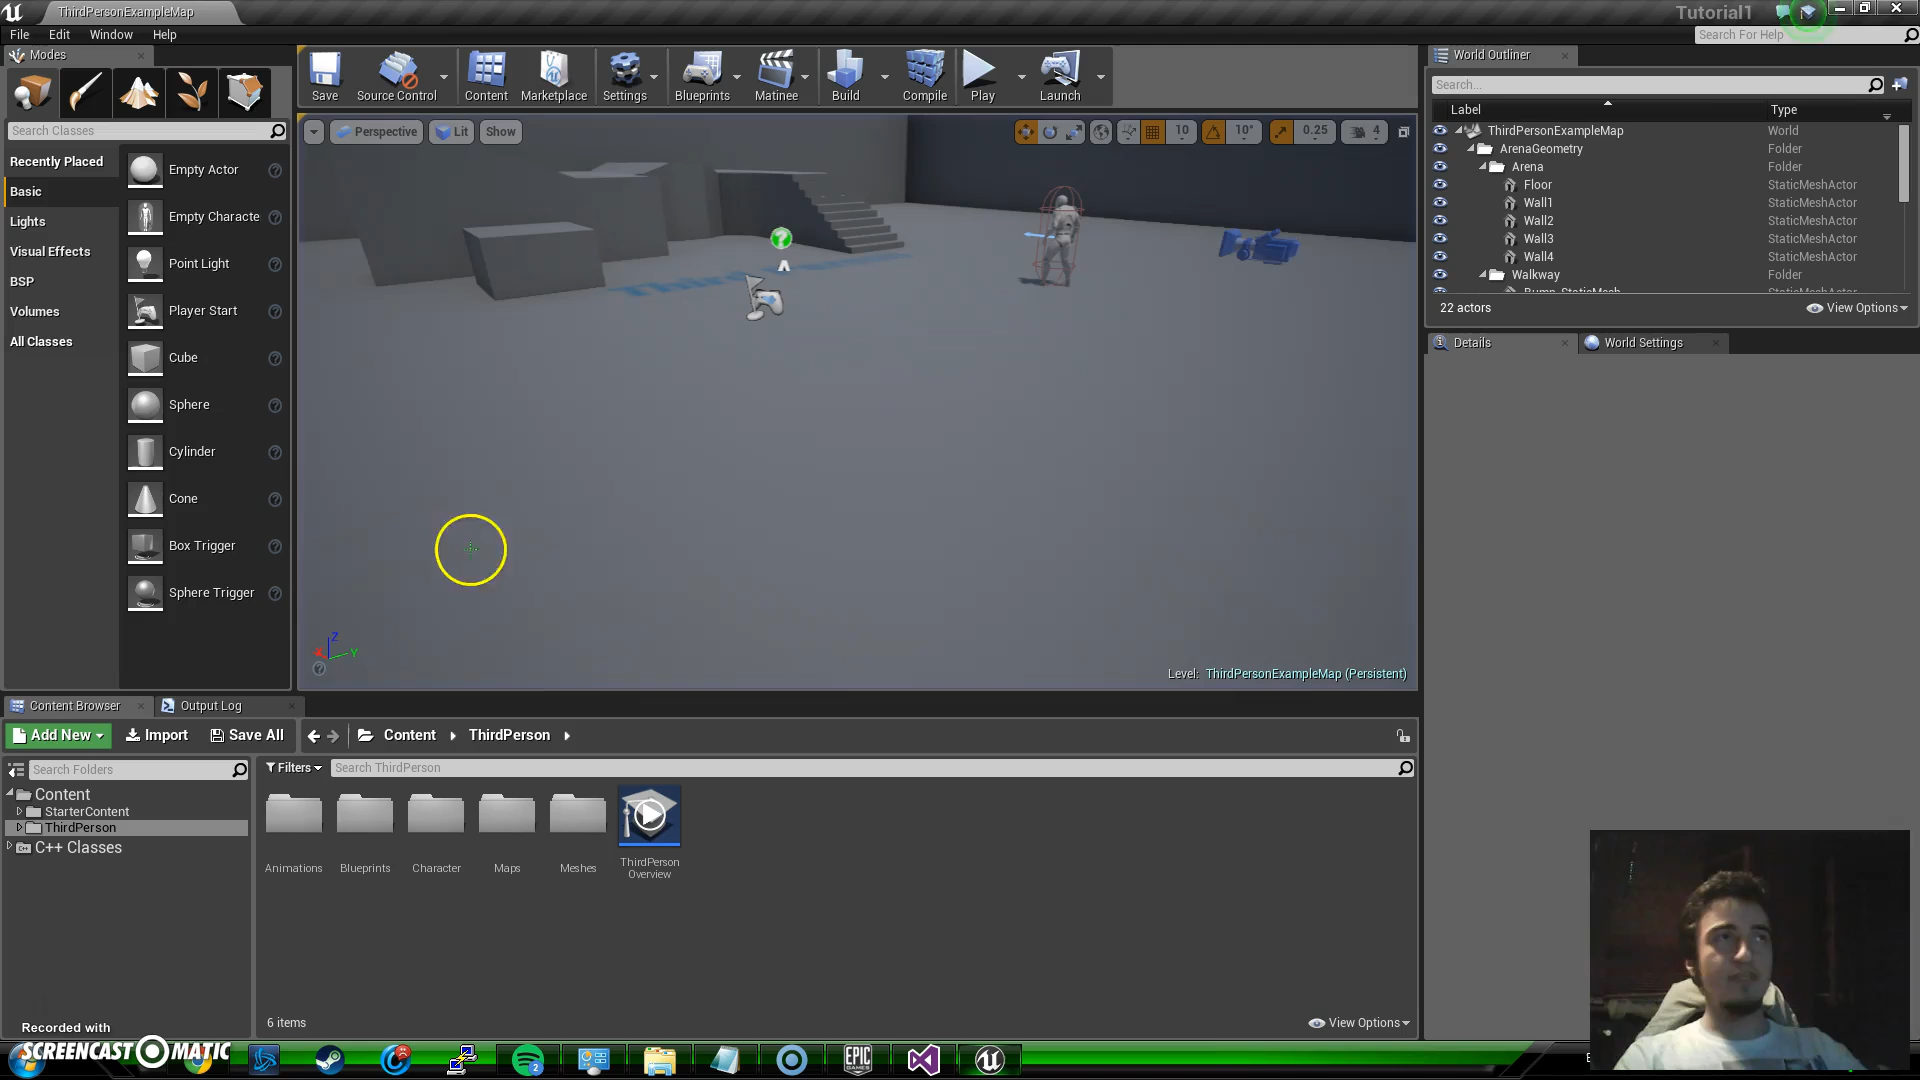 ThirdPersonExampleMap
Tutorial1
File Edit Window Help
Search For Help
Modes
Save Source Control Content Marketplace Settings Blueprints Matinee Build Compile Play Launch
World Outliner
Search...
Search Classes
Perspective Lit Show
10 10° 0.25 4
Label Type
ThirdPersonExampleMap World
ArenaGeometry Folder
Arena Folder
Floor StaticMeshActor
Wall1 StaticMeshActor
Wall2 StaticMeshActor
Wall3 StaticMeshActor
Wall4 StaticMeshActor
Walkway Folder
Bump_StaticMesh StaticMeshActor
22 actors
View Options
Details
World Settings
Recently Placed
Basic
Lights
Visual Effects
BSP
Volumes
All Classes
Empty Actor
Empty Characte
Point Light
Player Start
Cube
Sphere
Cylinder
Cone
Box Trigger
Sphere Trigger
Z
X Y
Level: ThirdPersonExampleMap (Persistent)
Content Browser
Output Log
Add New Import Save All Content ThirdPerson
Search Folders
Filters
Search ThirdPerson
Content
StarterContent
ThirdPerson
C++ Classes
Animations
Blueprints
Character
Maps
Meshes
ThirdPerson
Overview
6 items
View Options
Recorded with
SCREENCAST MATIC
2
EPIC
GAMES